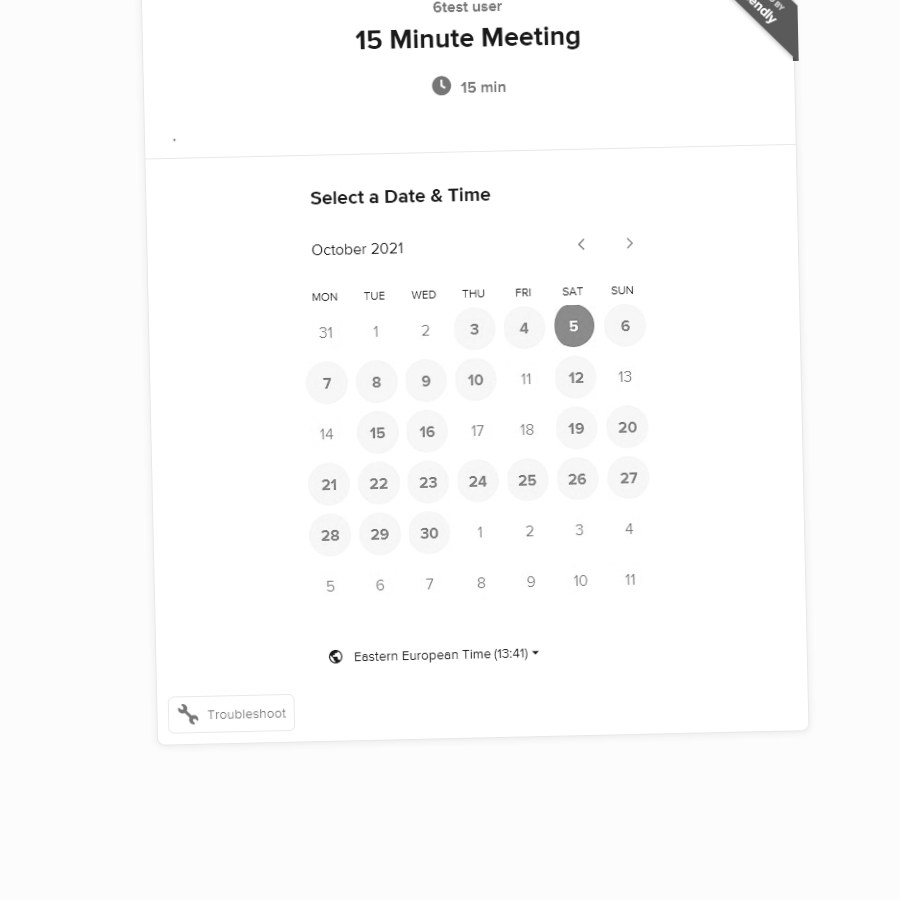 6test user
15 Minute Meeting
15 min
Select a Date & Time
October 2021
MON TUE WED THU FRI SAT SUN
31 1 2 3 4 5 6
7 8 9 10 11 12 13
14 15 16 17 18 19 20
21 22 23 24 25 26 27
28 29 30 1 2 3 4
5 6 7 8 9 10 11
Eastern European Time (13:41)
Troubleshoot